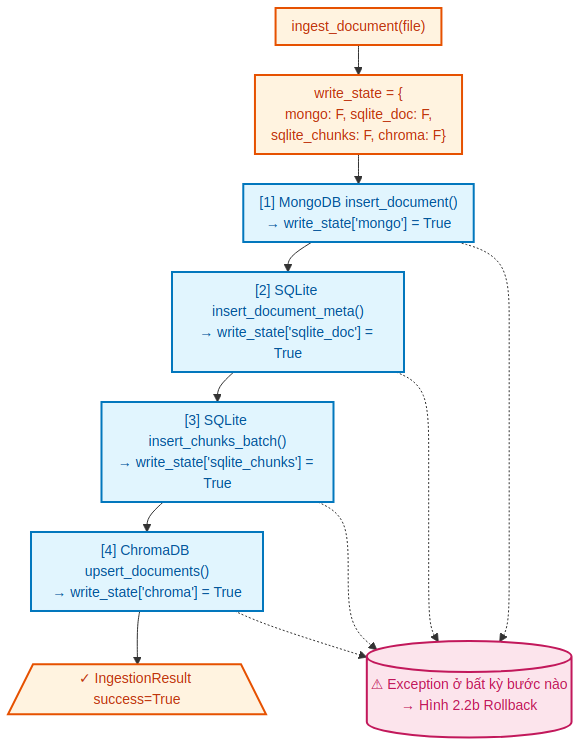 ingest_document(file)
write_state = {
mongo: F, sqlite_doc: F,
sqlite_chunks: F, chroma: F}
[1] MongoDB insert_document()
→ write_state['mongo'] = True
[2] SQLite
insert_document_meta()
→ write_state['sqlite_doc'] =
True
[3] SQLite
insert_chunks_batch()
→ write_state['sqlite_chunks'] =
True
[4] ChromaDB
upsert_documents()
→ write_state['chroma'] = True
✓ IngestionResult
success=True
⚠ Exception ở bất kỳ bước nào
→ Hình 2.2b Rollback